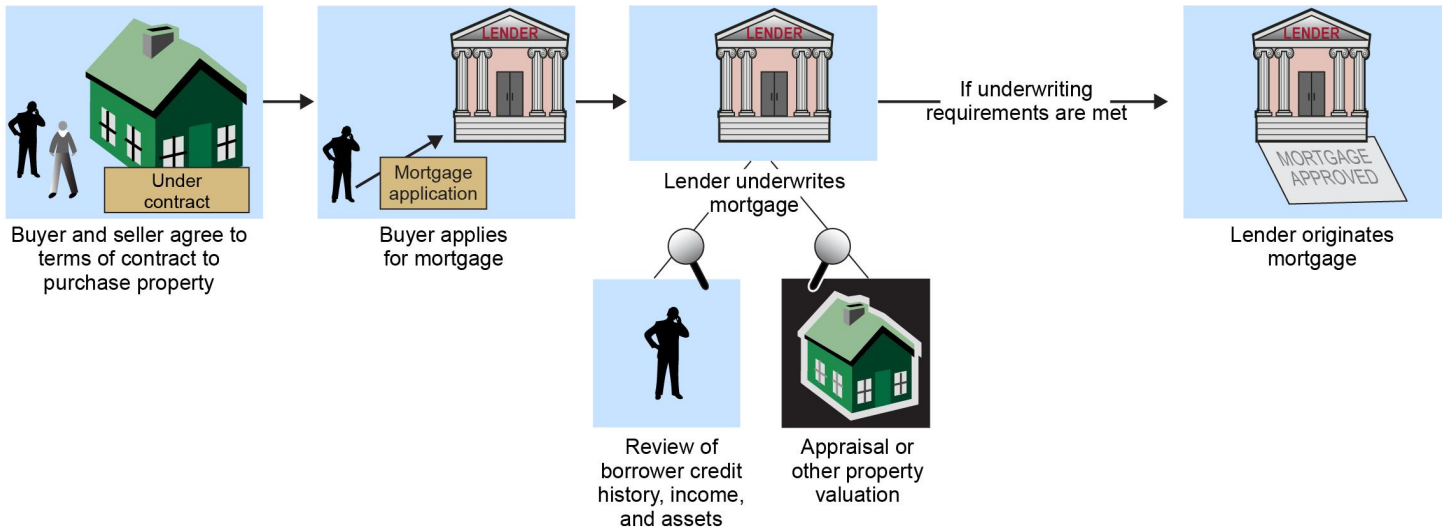 Under
contract
Buyer and seller agree to
terms of contract to
purchase property
LENDER
Mortgage
application
Buyer applies
for mortgage
LENDER
Lender underwrites
mortgage
Review of
borrower credit
history, income,
and assets
Appraisal or
other property
valuation
If underwriting
requirements are met
LENDER
MORTGAGE
APPROVED
Lender originates
mortgage